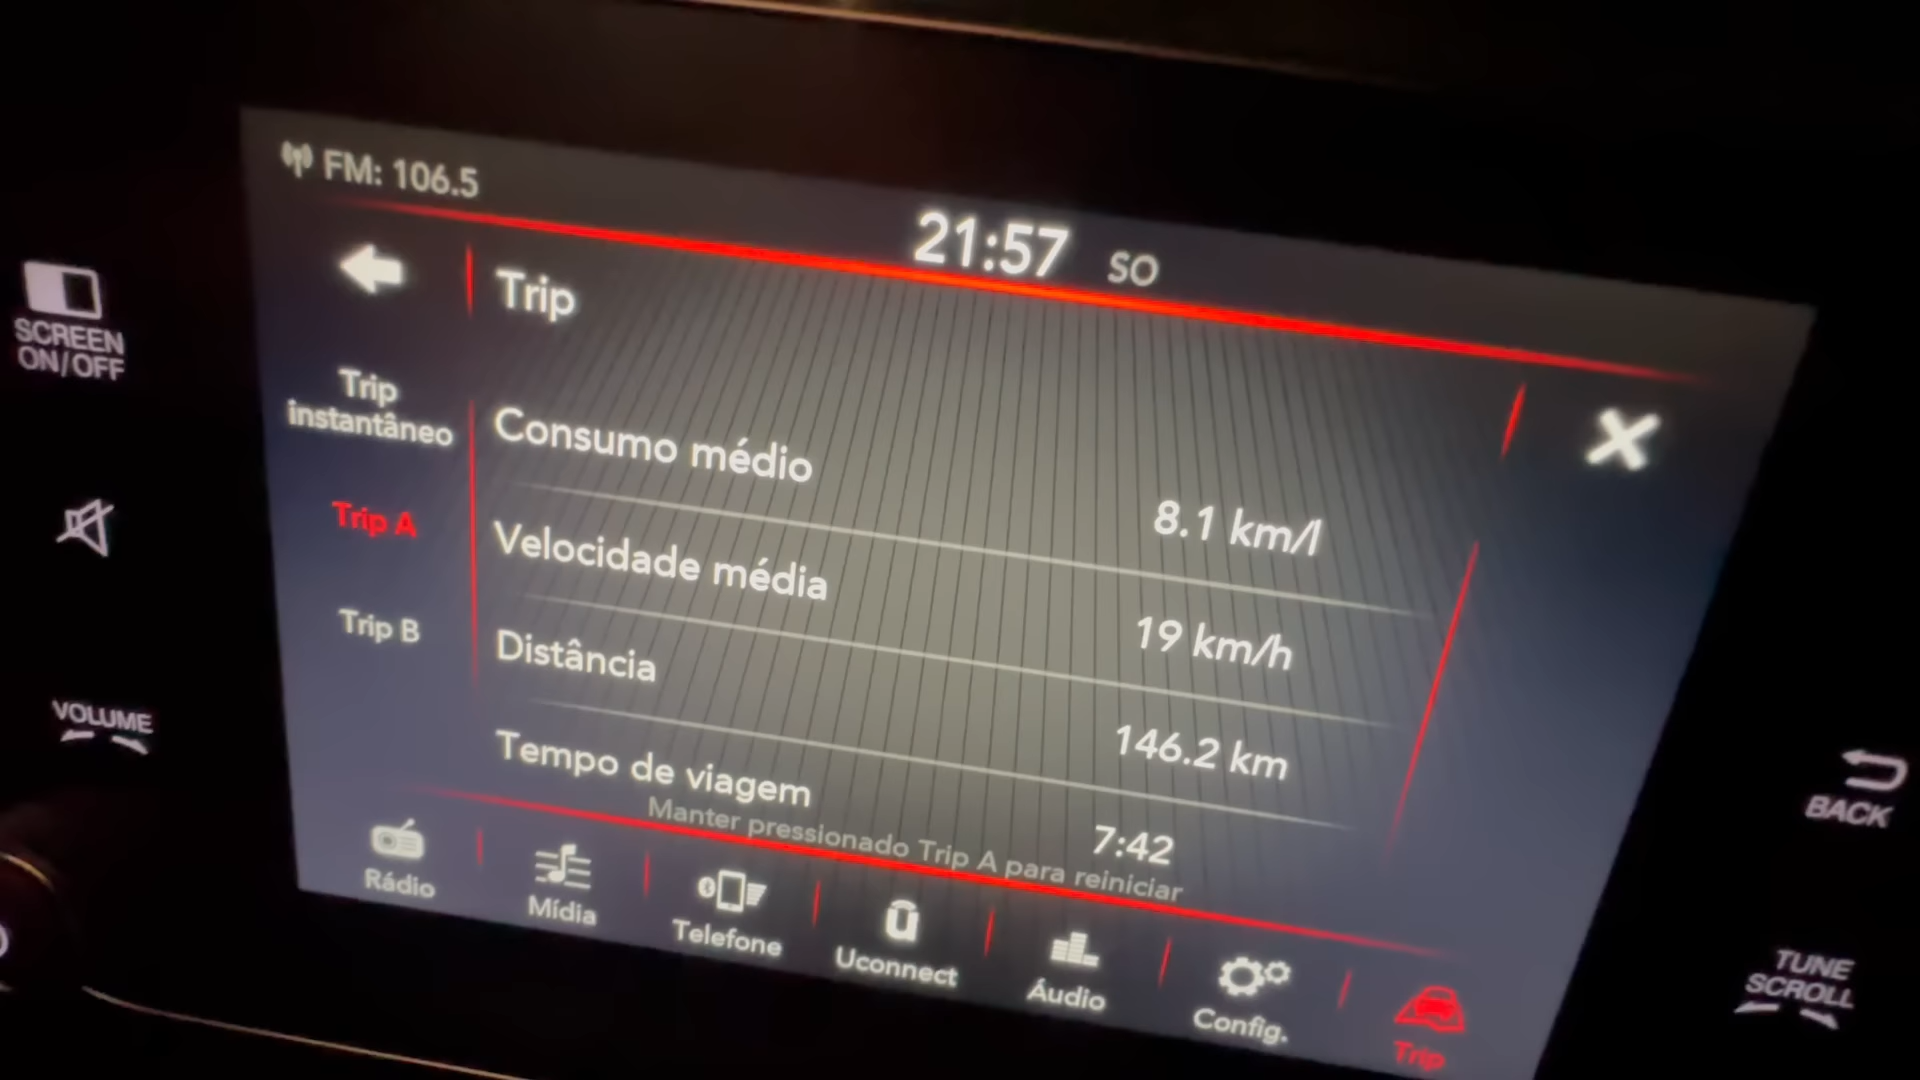 FM: 106.5
21:57 SO
Trip
SCREEN
ON/OFF
Trip
instantâneo
Consumo médio
8.1 km/l
Trip A
Velocidade média
19 km/h
Trip B
Distância
146.2 km
VOLUME
Tempo de viagem
7:42
Manter pressionado Trip A para reiniciar
BACK
Rádio
Mídia
Telefone
Uconnect
Áudio
Config.
Trip
TUNE
SCROLL